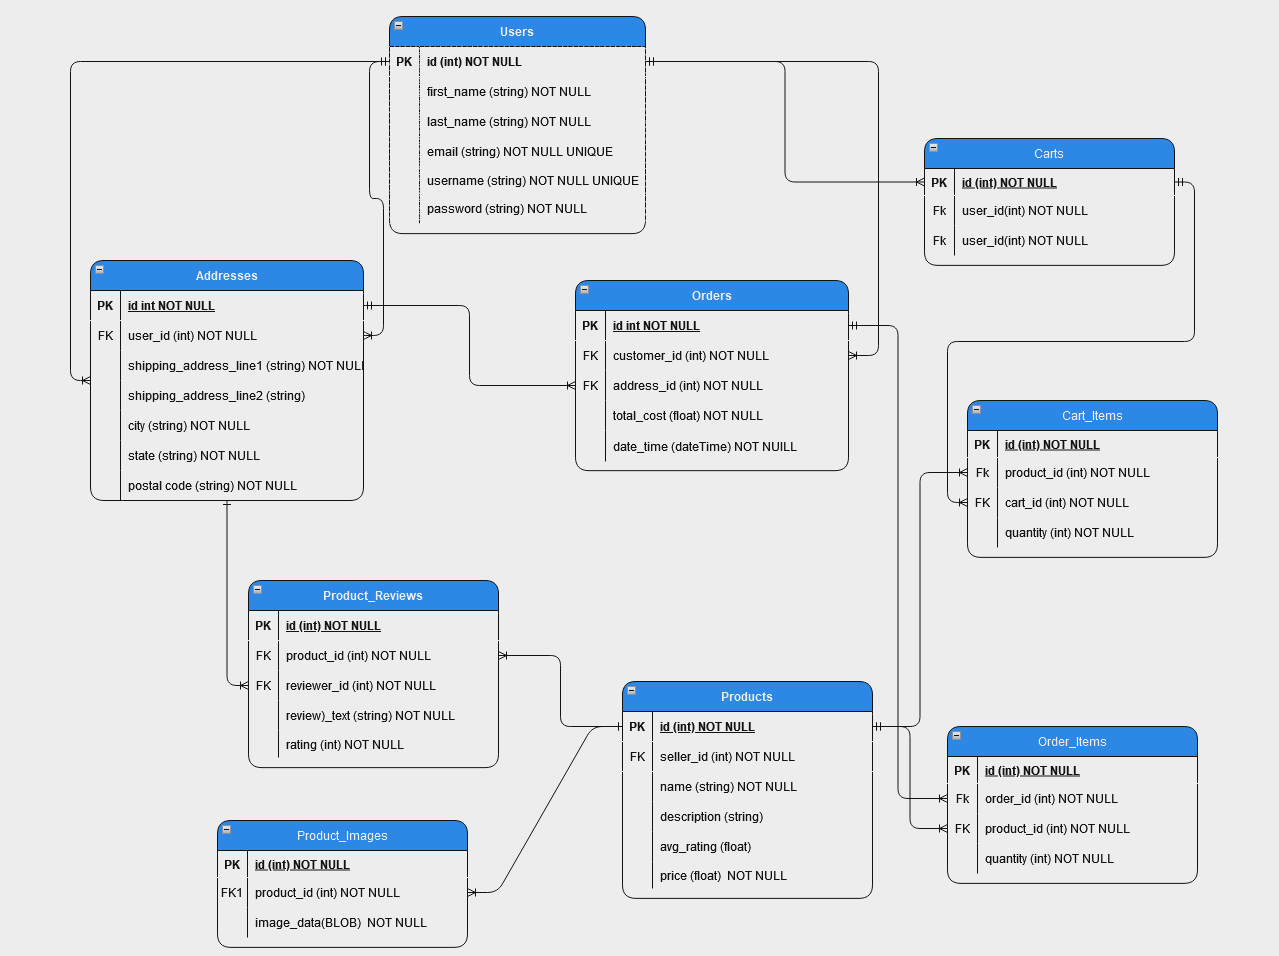 Users
PK id (int) NOT NULL
first_name (string) NOT NULL
last_name (string) NOT NULL
email (string) NOT NULL UNIQUE
username (string) NOT NULL UNIQUE
password (string) NOT NULL
Carts
PK id (int) NOT NULL
Fk user_id(int) NOT NULL
Fk user_id(int) NOT NULL
Addresses
PK id int NOT NULL
FK user_id (int) NOT NULL
shipping_address_line1 (string) NOT NULL
shipping_address_line2 (string)
city (string) NOT NULL
state (string) NOT NULL
postal code (string) NOT NULL
Orders
PK id int NOT NULL
FK customer_id (int) NOT NULL
FK address_id (int) NOT NULL
total_cost (float) NOT NULL
date_time (dateTime) NOT NUILL
Cart_Items
PK id (int) NOT NULL
Fk product_id (int) NOT NULL
FK cart_id (int) NOT NULL
quantity (int) NOT NULL
Product_Reviews
PK id (int) NOT NULL
FK product_id (int) NOT NULL
FK reviewer_id (int) NOT NULL
review)_text (string) NOT NULL
rating (int) NOT NULL
Products
PK id (int) NOT NULL
FK seller_id (int) NOT NULL
name (string) NOT NULL
description (string)
avg_rating (float)
price (float) NOT NULL
Order_Items
PK id (int) NOT NULL
Fk order_id (int) NOT NULL
FK product_id (int) NOT NULL
quantity (int) NOT NULL
Product_Images
PK id (int) NOT NULL
FK1 product_id (int) NOT NULL
image_data(BLOB) NOT NULL